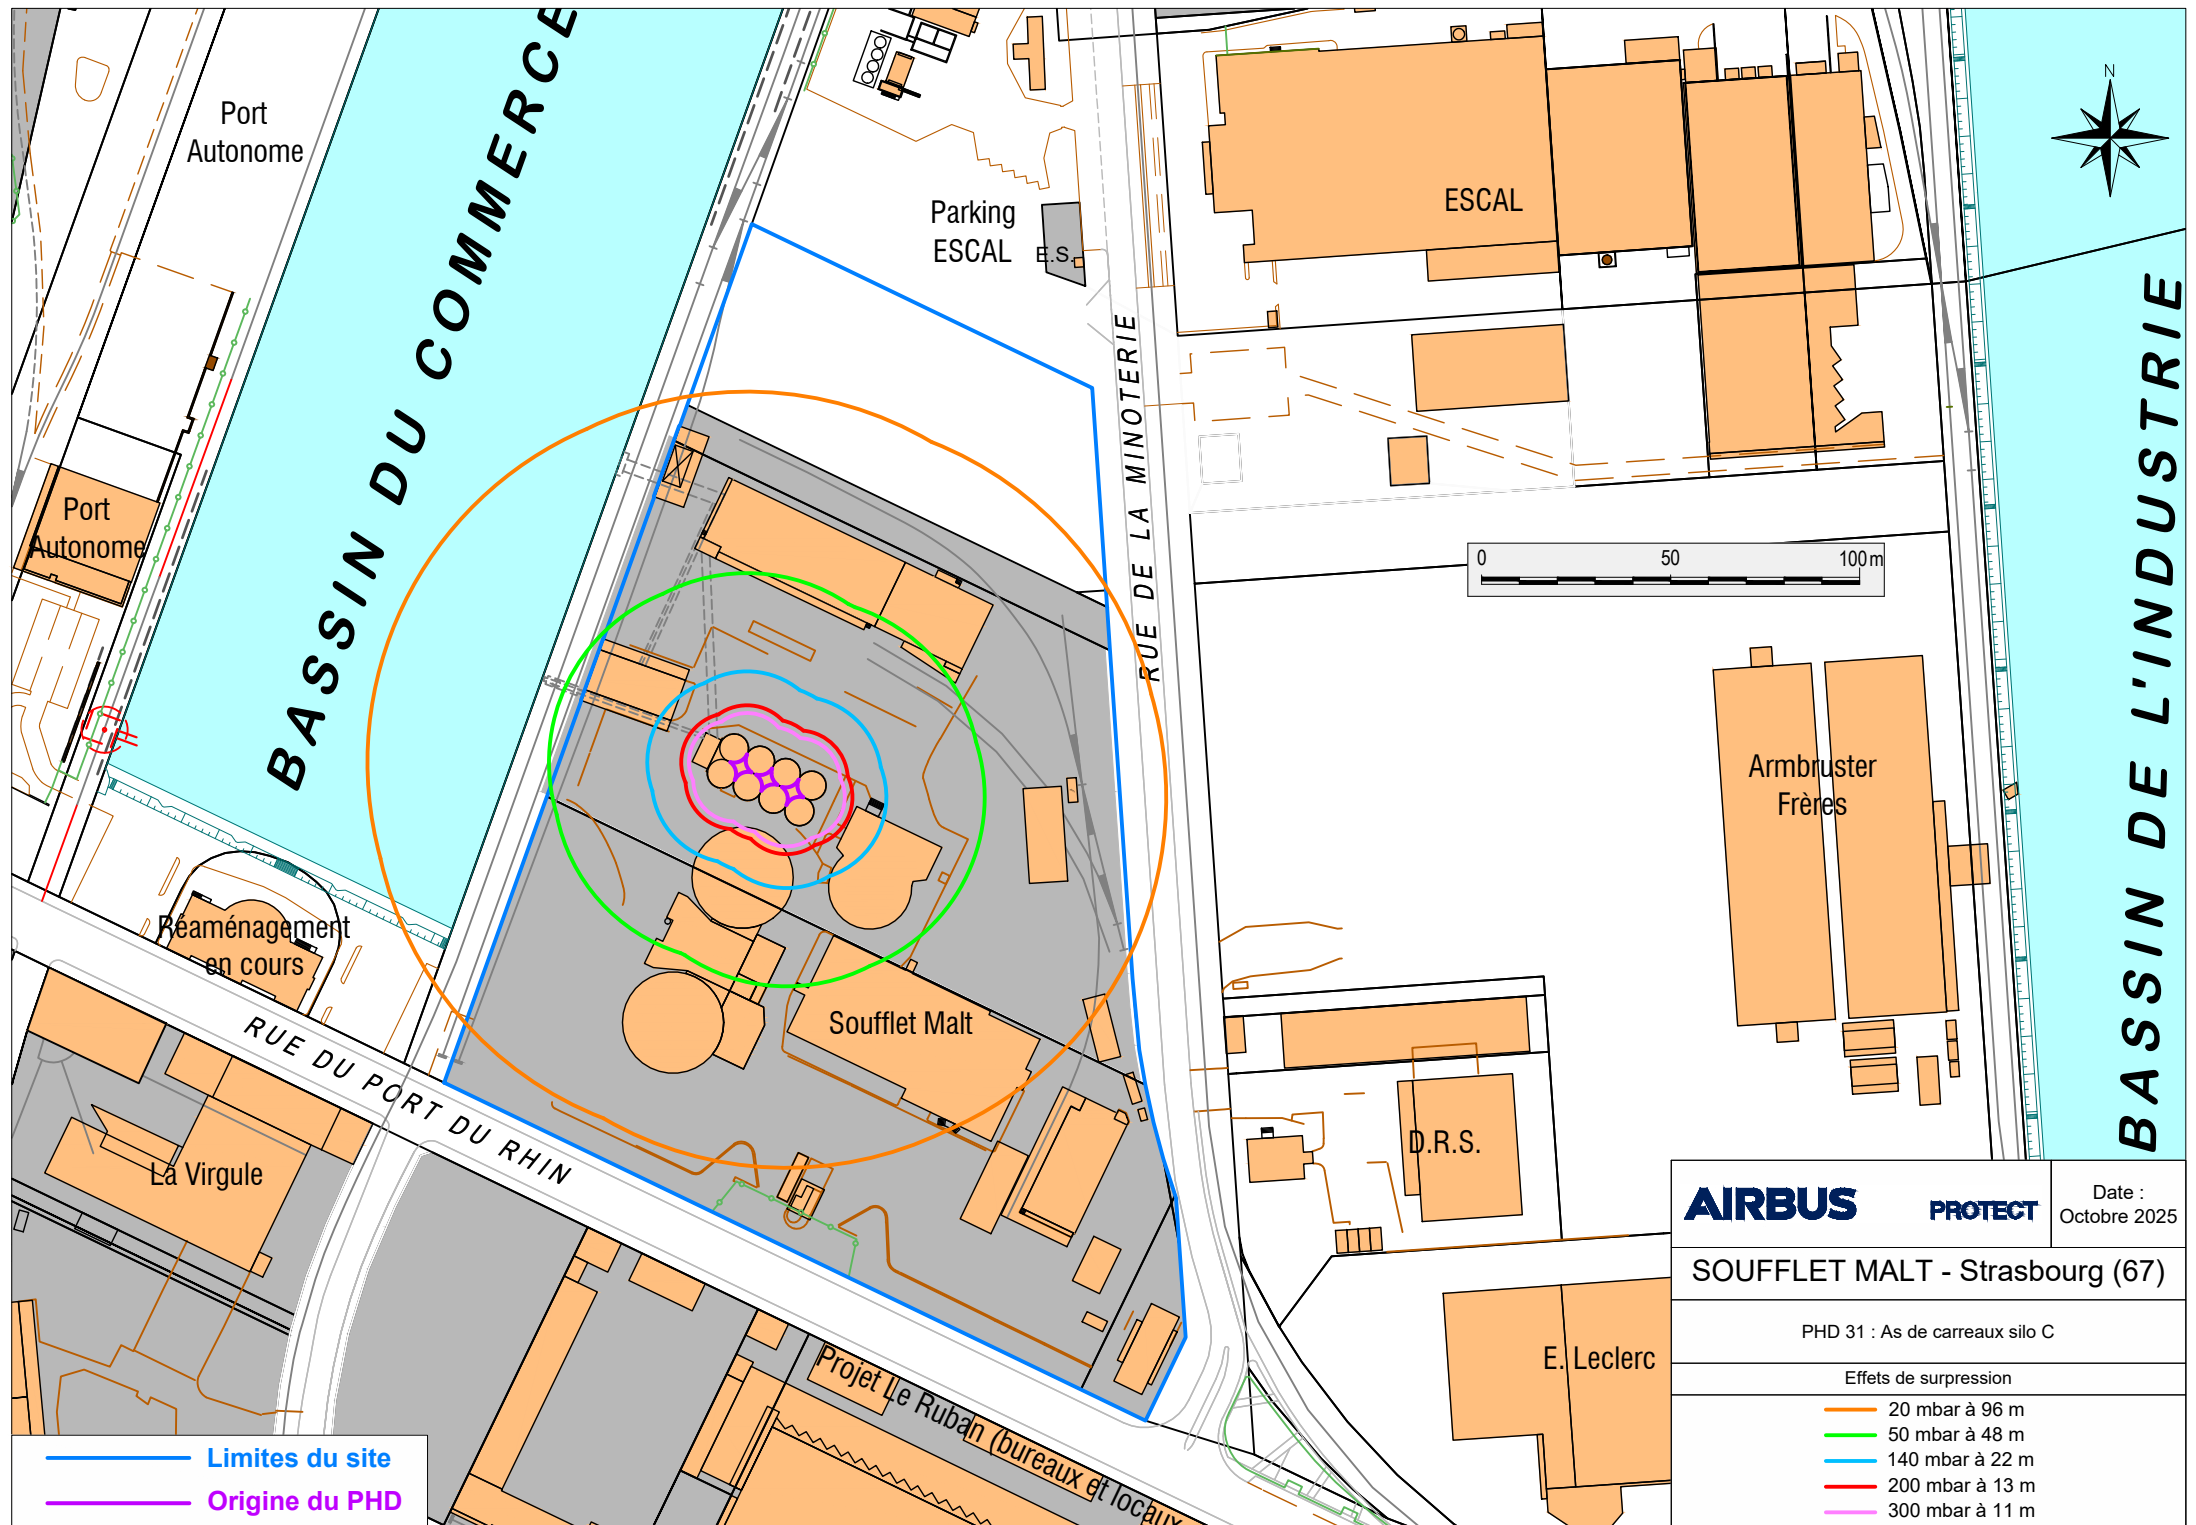 BASSIN DU COMMERCE
Port
Autonome
Parking
ESCAL
E.S.
ESCAL
N
BASSIN DE L'INDUSTRIE
RUE DE LA MINOTERIE
Port
Autonome
0 50 100m
Armbruster
Frères
Réaménagement
en cours
Soufflet Malt
RUE DU PORT DU RHIN
La Virgule
D.R.S.
E. Leclerc
Projet Le Ruban (bureaux et locaux
Limites du site
Origine du PHD
AIRBUS PROTECT
Date :
Octobre 2025
SOUFFLET MALT - Strasbourg (67)
PHD 31 : As de carreaux silo C
Effets de surpression
20 mbar à 96 m
50 mbar à 48 m
140 mbar à 22 m
200 mbar à 13 m
300 mbar à 11 m